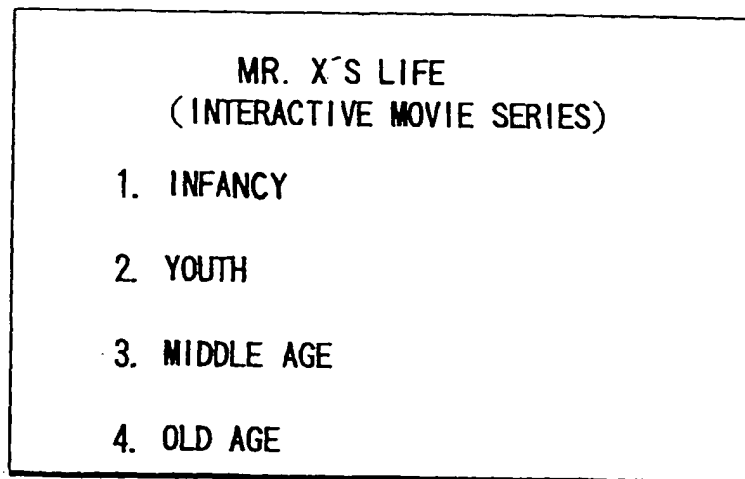 MR. X´S LIFE
(INTERACTIVE MOVIE SERIES)
1. INFANCY
2. YOUTH
3. MIDDLE AGE
4. OLD AGE